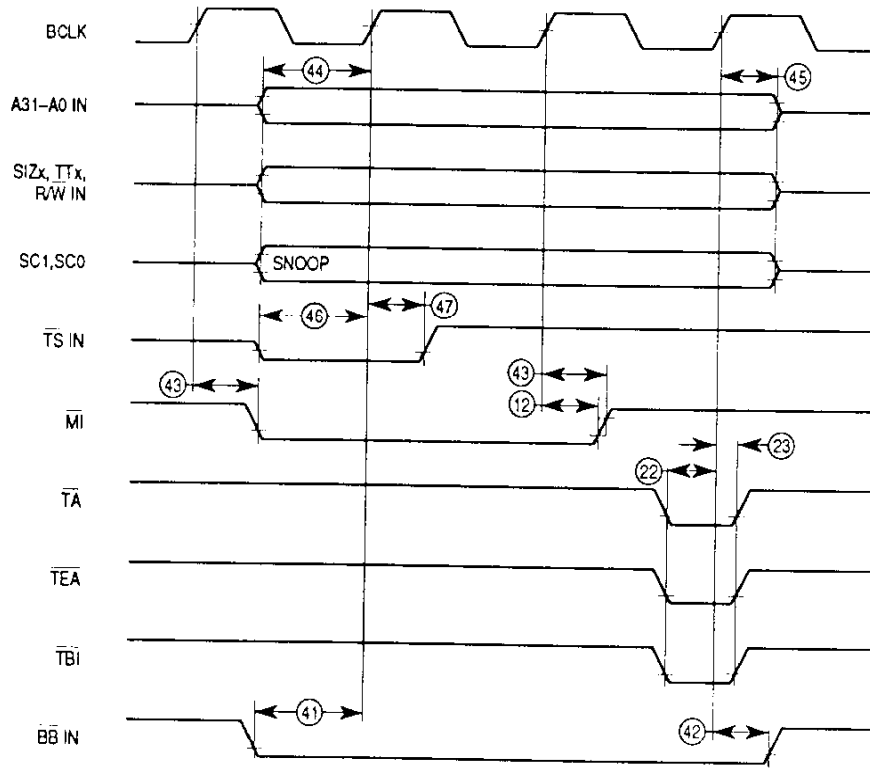 BCLK
44
45
A31–A0 IN
SIZx, TTx,
R/W IN
SC1,SC0
SNOOP
46
47
TS IN
43
43
12
MI
22
23
TA
TEA
TBI
41
42
BB IN